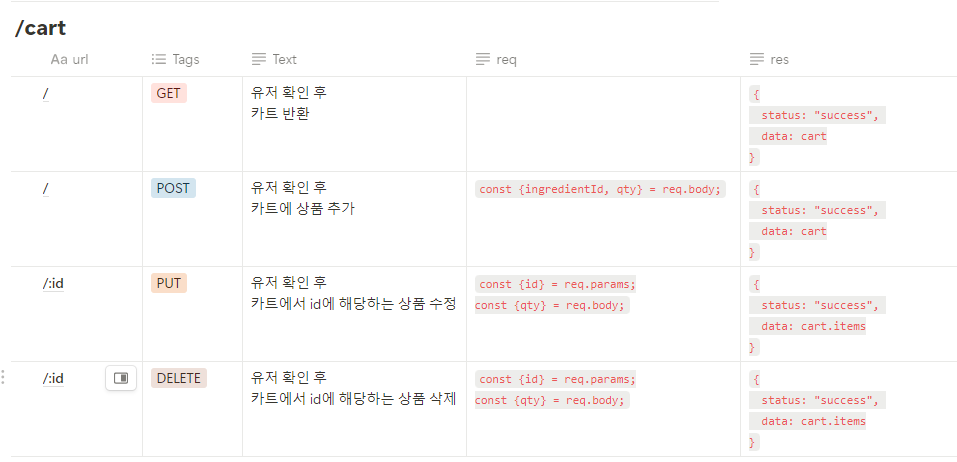 /cart
Aa url
Tags
Text
req
res
/
GET
유저 확인 후
카트 반환
{
status: "success",
data: cart
}
/
POST
유저 확인 후
카트에 상품 추가
const {ingredientId, qty} = req.body;
{
status: "success",
data: cart
}
/:id
PUT
유저 확인 후
카트에서 id에 해당하는 상품 수정
const {id} = req.params;
const {qty} = req.body;
{
status: "success",
data: cart.items
}
/:id
DELETE
유저 확인 후
카트에서 id에 해당하는 상품 삭제
const {id} = req.params;
const {qty} = req.body;
{
status: "success",
data: cart.items
}